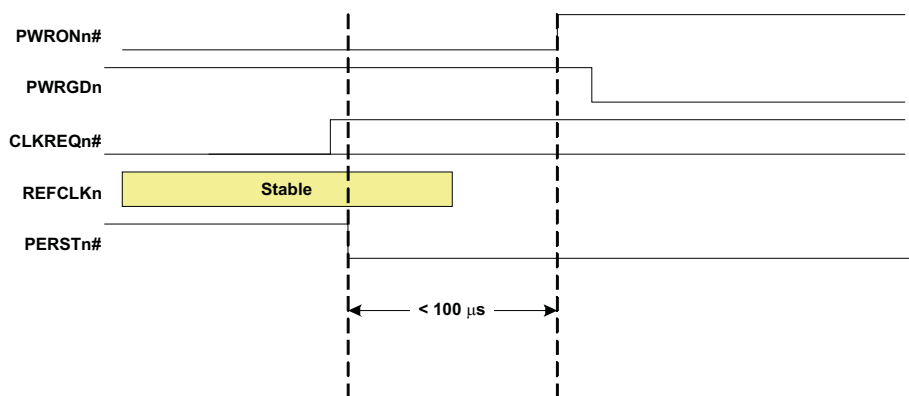 PWRONn#
PWRGDn
CLKREQn#
REFCLKn
Stable
PERSTn#
< 100 μs